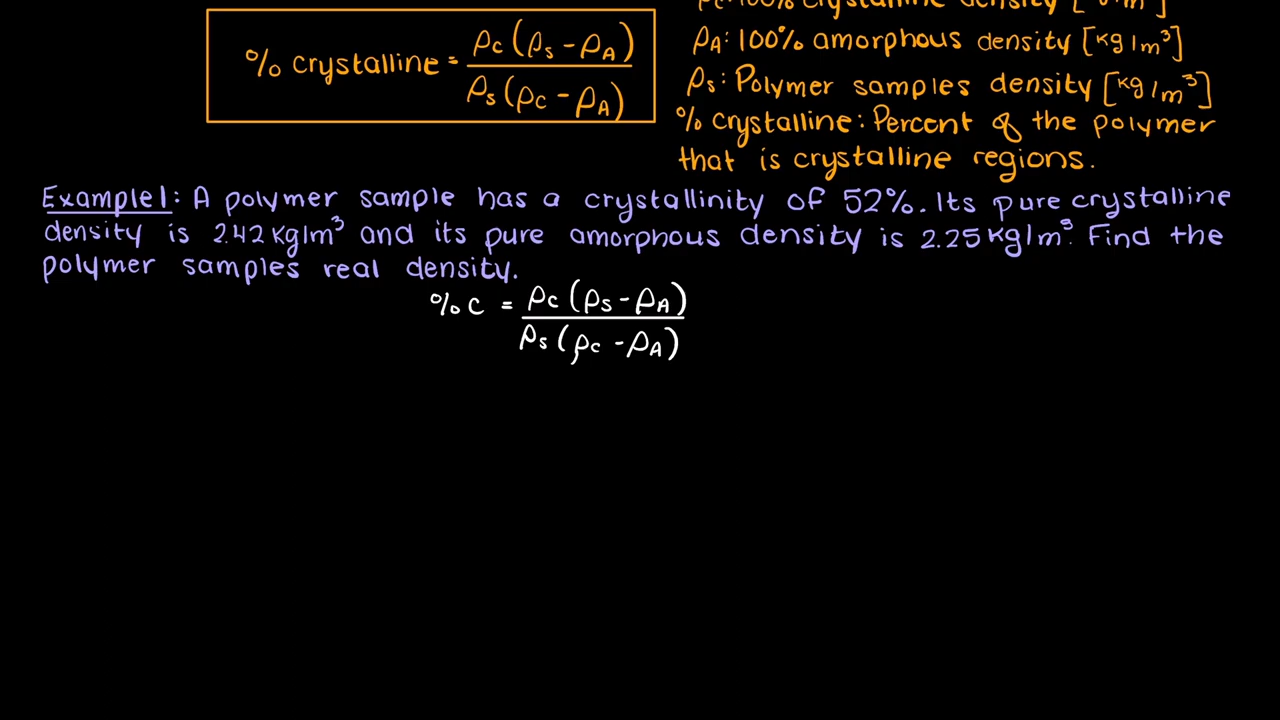 % crystalline = ρc(ρs - ρA) / ρs(ρc - ρA)
ρA: 100% amorphous density [kg/m³]
ρs: Polymer samples density [kg/m³]
% crystalline: Percent of the polymer
that is crystalline regions.
Example 1: A polymer sample has a crystallinity of 52%. Its pure crystalline
density is 2.42 kg/m³ and its pure amorphous density is 2.25 kg/m³. Find the
polymer samples real density.
%c = ρc(ρs - ρA) / ρs(ρc - ρA)